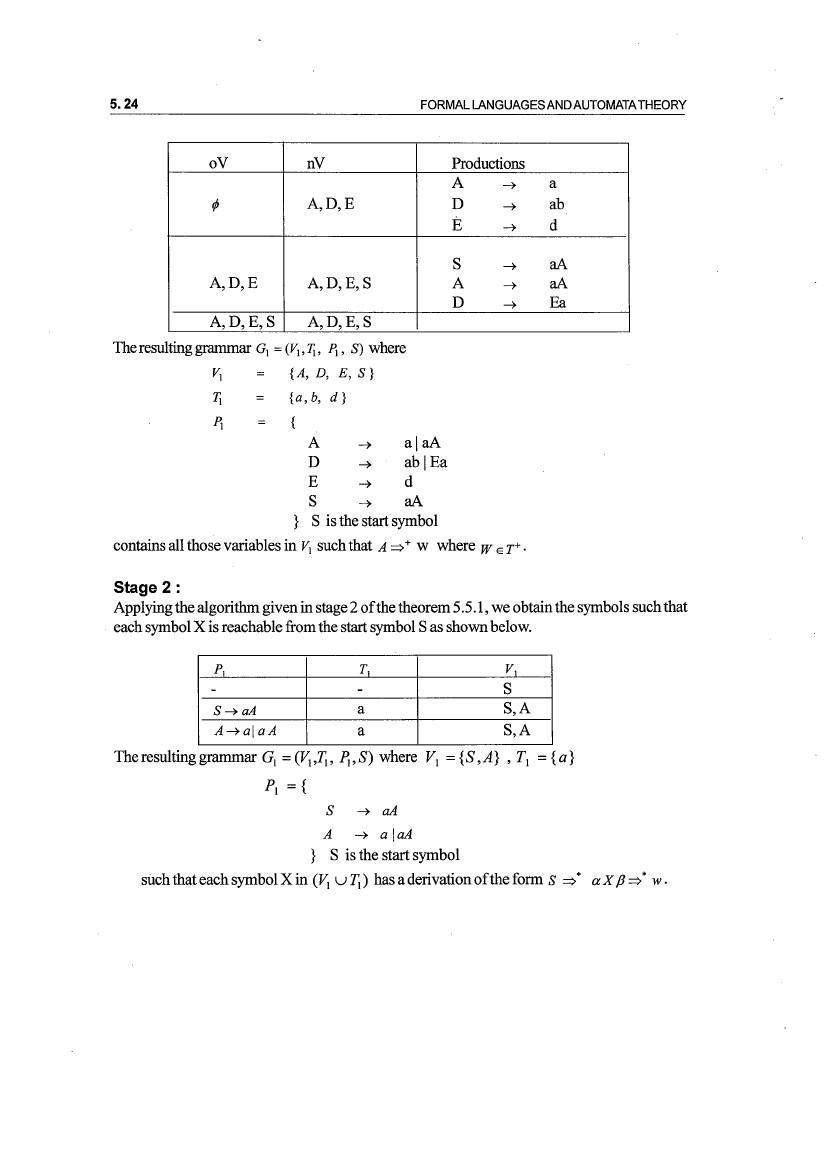 5. 24 FORMAL LANGUAGES AND AUTOMATA THEORY
oV nV Productions
A → a
ϕ A, D, E D → ab
E → d
S → aA
A, D, E A, D, E, S A → aA
D → Ea
A, D, E, S A, D, E, S
The resulting grammar G₁ = (V₁, T₁, P₁, S) where
V₁ = {A, D, E, S}
T₁ = {a, b, d}
P₁ = {
A → a | aA
D → ab | Ea
E → d
S → aA
} S is the start symbol
contains all those variables in V₁ such that A ⇒⁺ w where W ∈ T⁺.
Stage 2 :
Applying the algorithm given in stage 2 of the theorem 5.5.1, we obtain the symbols such that
each symbol X is reachable from the start symbol S as shown below.
P₁ T₁ V₁
- - S
S → aA a S, A
A → a| a A a S, A
The resulting grammar G₁ = (V₁,T₁, P₁,S) where V₁ = {S,A} , T₁ = {a}
P₁ = {
S → aA
A → a |aA
} S is the start symbol
such that each symbol X in (V₁ ∪ T₁) has a derivation of the form S ⇒* αXβ ⇒* w.